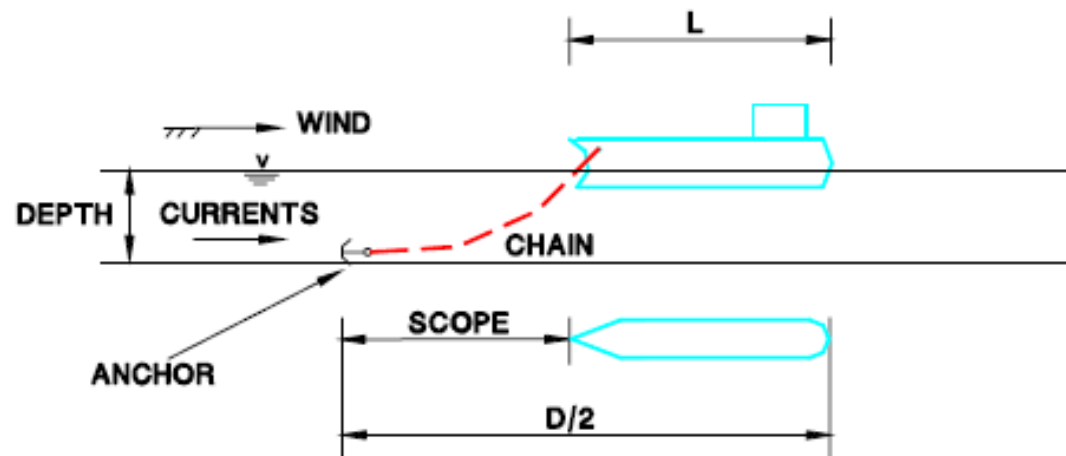 L
WIND
v
DEPTH
CURRENTS
CHAIN
SCOPE
ANCHOR
D/2